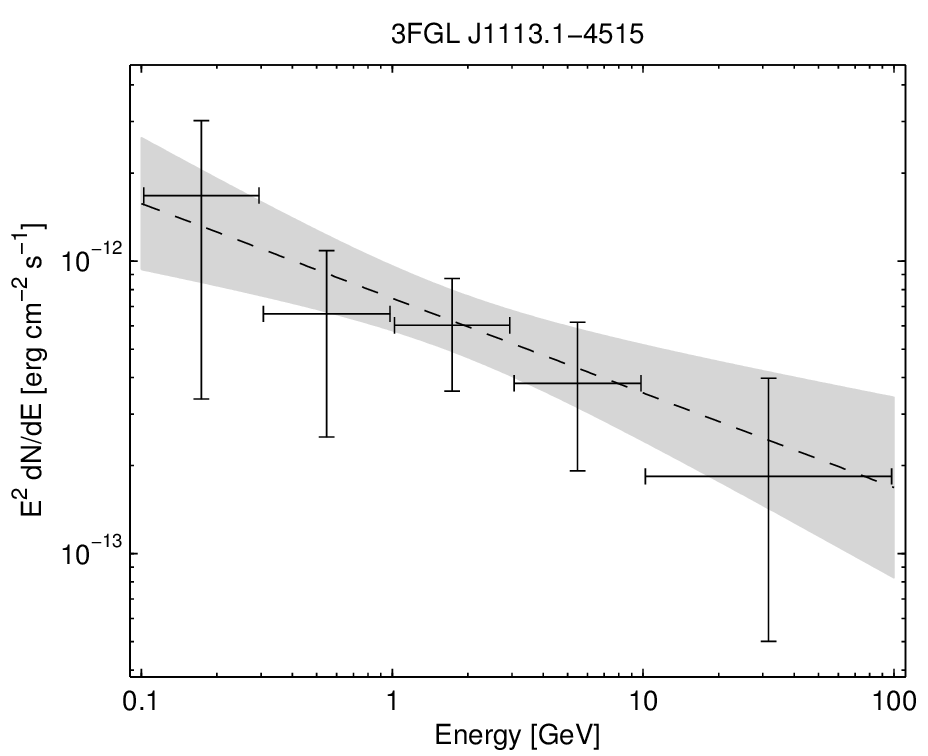 3FGL J1113.1−4515
E² dN/dE [erg cm⁻² s⁻¹]
10⁻¹²
10⁻¹³
0.1 1 10 100
Energy [GeV]